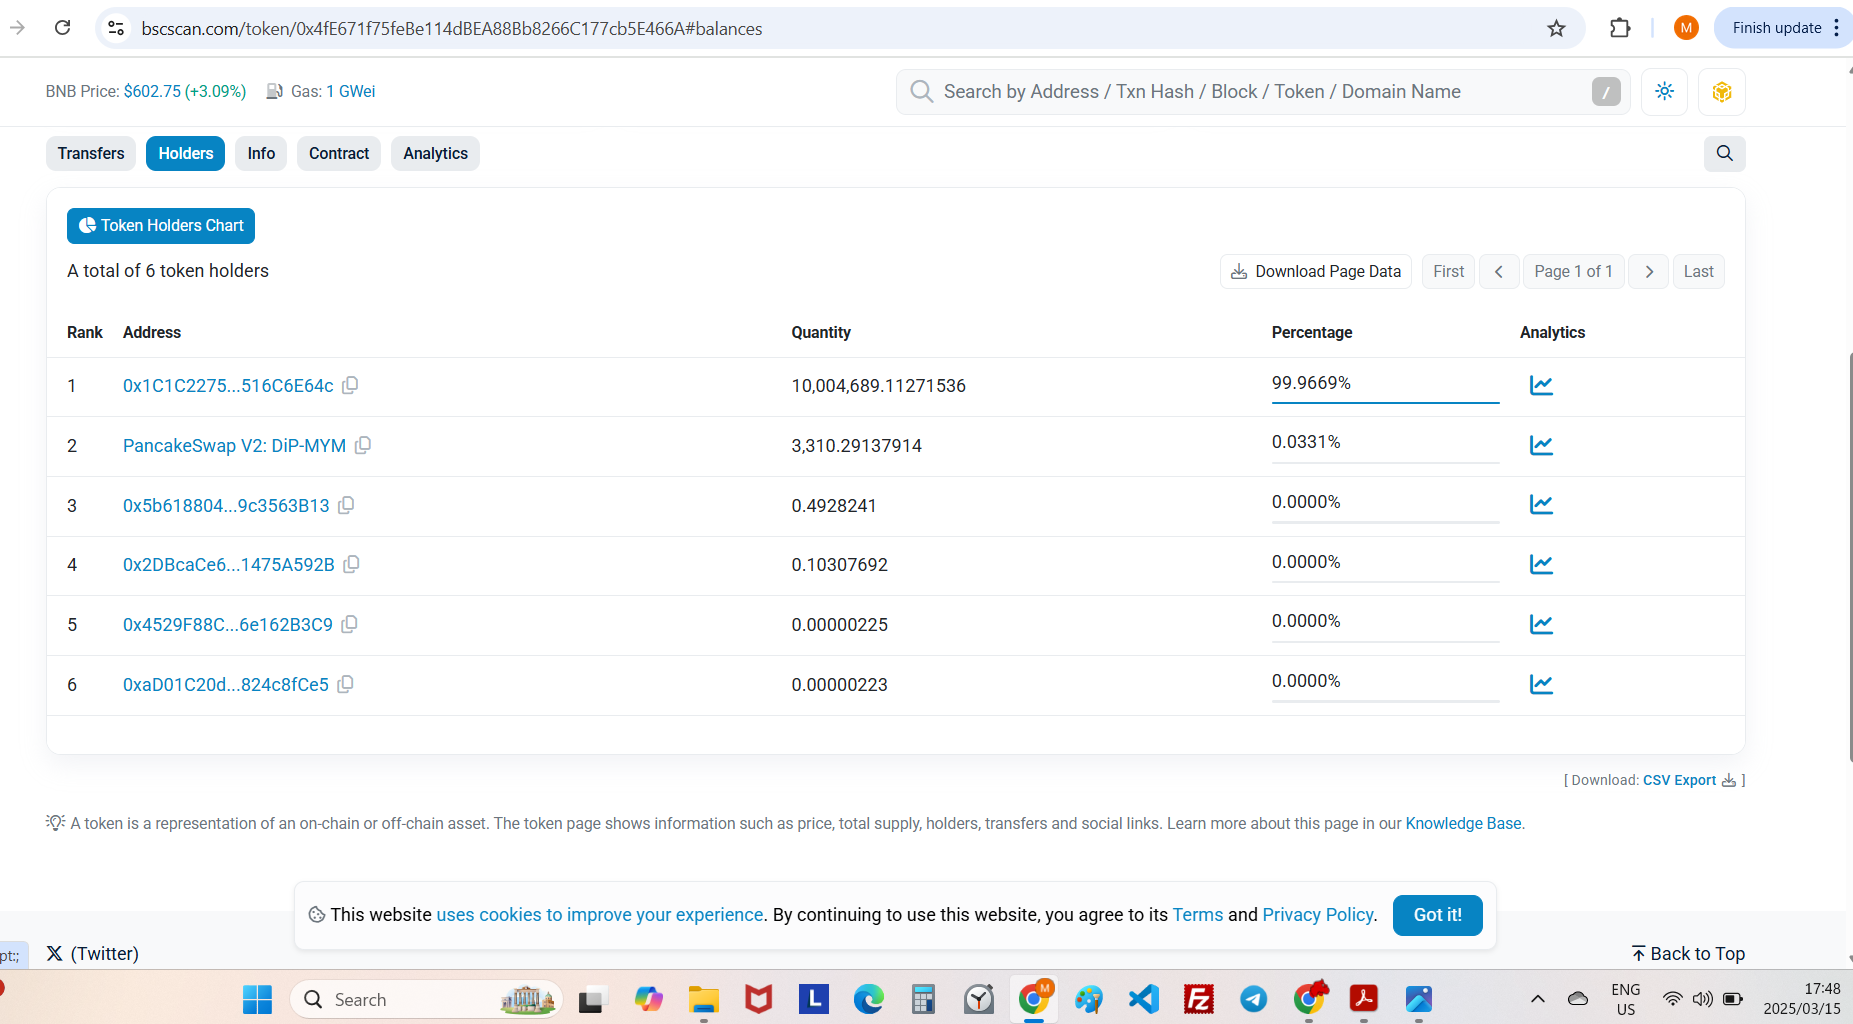 bscscan.com/token/0x4fE671f75feBe114dBEA88Bb8266C177cb5E466A#balances
M
Finish update
BNB Price: $602.75 (+3.09%) Gas: 1 GWei
Search by Address / Txn Hash / Block / Token / Domain Name
/
Transfers Holders Info Contract Analytics
Token Holders Chart
A total of 6 token holders
Download Page Data First Page 1 of 1 Last
Rank Address Quantity Percentage Analytics
1 0x1C1C2275...516C6E64c 10,004,689.11271536 99.9669%
2 PancakeSwap V2: DiP-MYM 3,310.29137914 0.0331%
3 0x5b618804...9c3563B13 0.4928241 0.0000%
4 0x2DBcaCe6...1475A592B 0.10307692 0.0000%
5 0x4529F88C...6e162B3C9 0.00000225 0.0000%
6 0xaD01C20d...824c8fCe5 0.00000223 0.0000%
[ Download: CSV Export ]
A token is a representation of an on-chain or off-chain asset. The token page shows information such as price, total supply, holders, transfers and social links. Learn more about this page in our Knowledge Base.
This website uses cookies to improve your experience. By continuing to use this website, you agree to its Terms and Privacy Policy. Got it!
pt:;
X (Twitter)
Back to Top
Search
L
M
FZ
ENG
US
17:48
2025/03/15